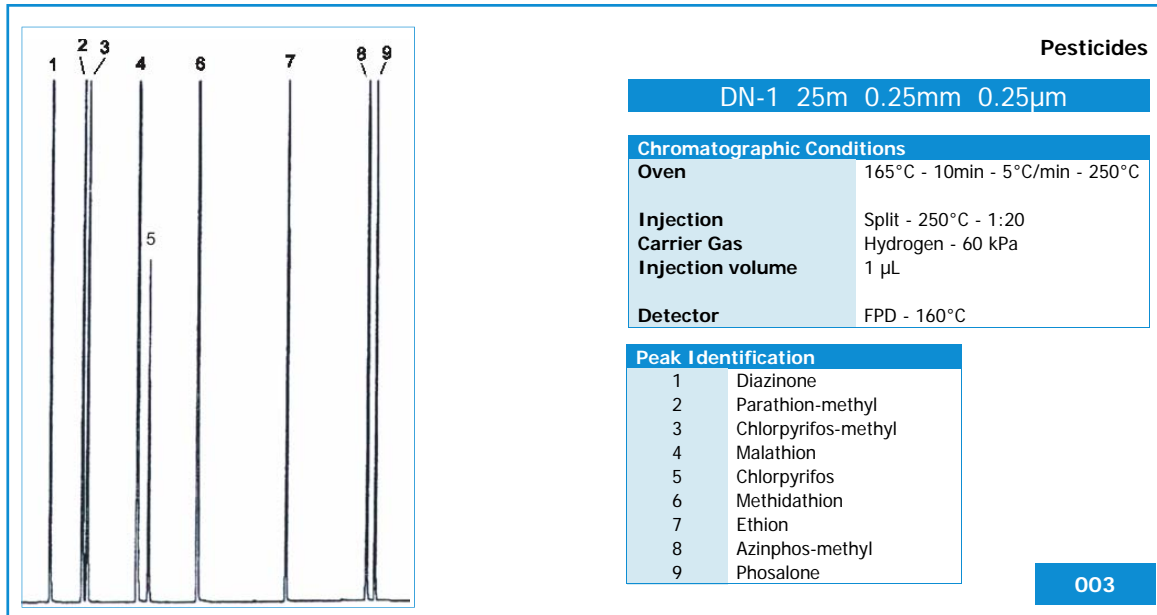 2 3
1 4 6 7 8 9
5
Pesticides
DN-1 25m 0.25mm 0.25µm
Chromatographic Conditions
Oven 165°C - 10min - 5°C/min - 250°C
Injection Split - 250°C - 1:20
Carrier Gas Hydrogen - 60 kPa
Injection volume 1 µL
Detector FPD - 160°C
Peak Identification
1 Diazinone
2 Parathion-methyl
3 Chlorpyrifos-methyl
4 Malathion
5 Chlorpyrifos
6 Methidathion
7 Ethion
8 Azinphos-methyl
9 Phosalone
003